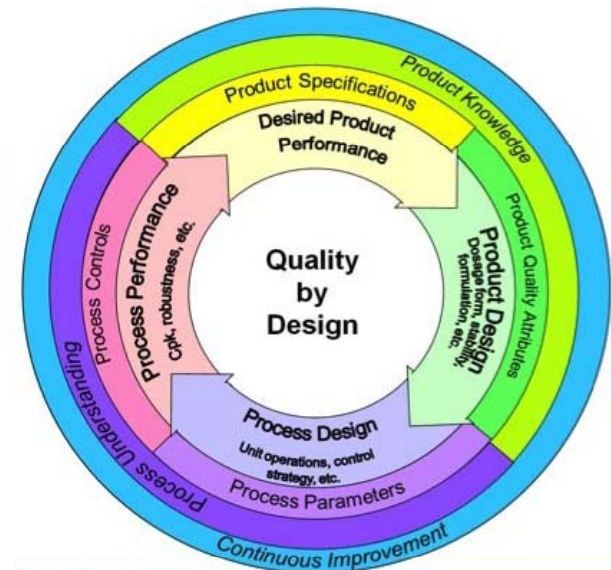 Product Knowledge
Product Specifications
Desired Product
Performance
Product Quality Attributes
Product Design
Dosage form, stability,
formulation, etc.
Quality
by
Design
Process Controls
Process Performance
Cpk, robustness, etc.
Process Design
Unit operations, control
strategy, etc.
Process Parameters
Process Understanding
Continuous Improvement